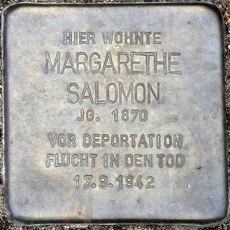 HIER WOHNTE
MARGARETHE
SALOMON
JG. 1870
VOR DEPORTATION
FLUCHT IN DEN TOD
17.9.1942